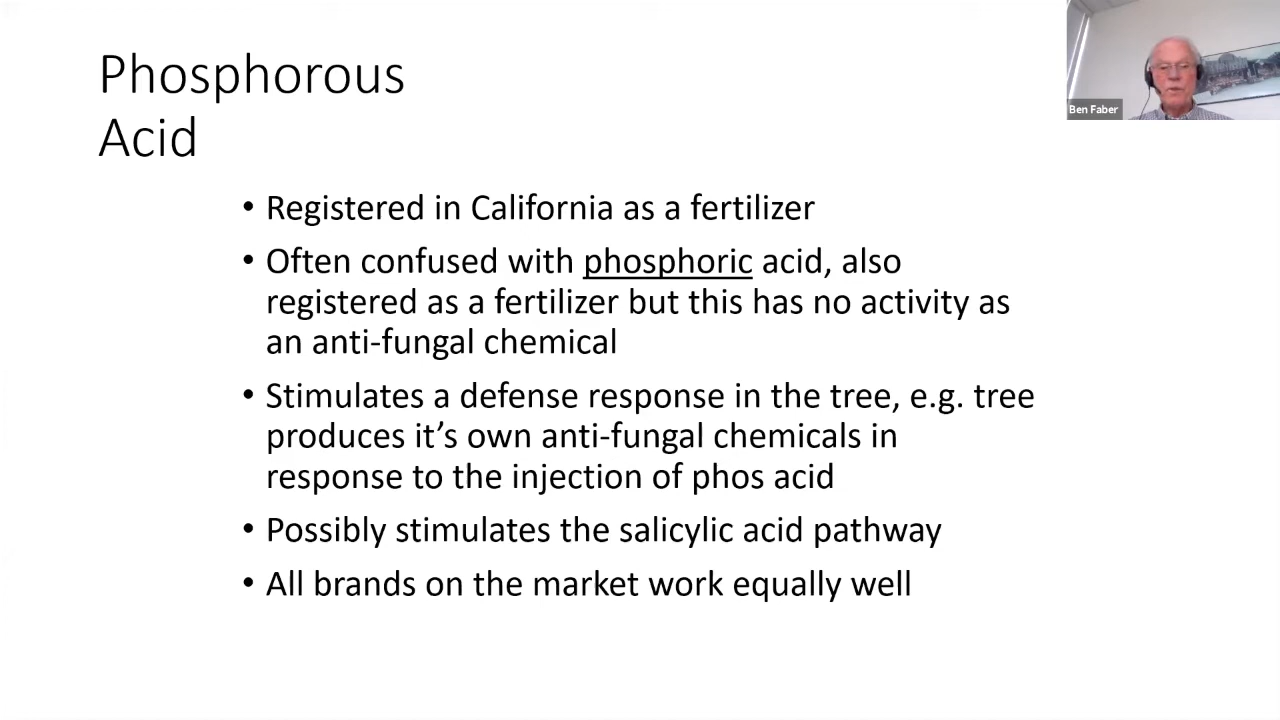 Phosphorous
Acid
Ben Faber
• Registered in California as a fertilizer
• Often confused with phosphoric acid, also
registered as a fertilizer but this has no activity as
an anti-fungal chemical
• Stimulates a defense response in the tree, e.g. tree
produces it’s own anti-fungal chemicals in
response to the injection of phos acid
• Possibly stimulates the salicylic acid pathway
• All brands on the market work equally well